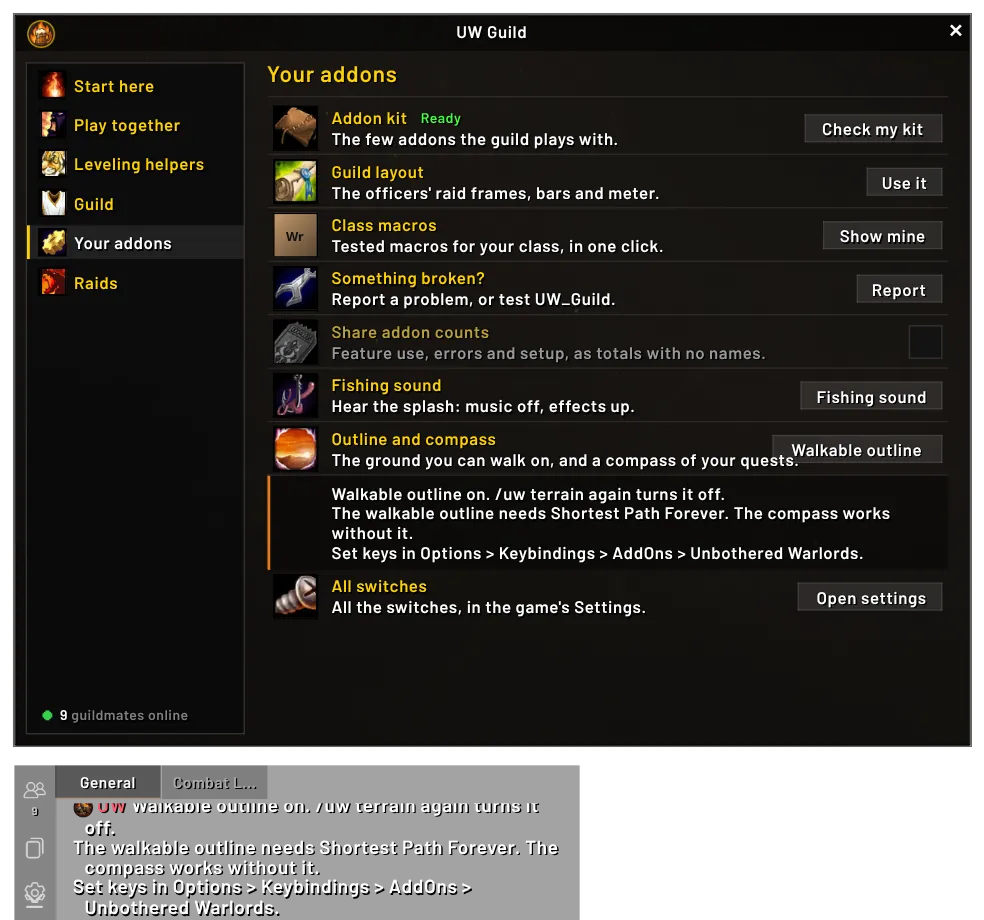 UW Guild
Start here
Play together
Leveling helpers
Guild
Your addons
Raids
9 guildmates online
Your addons
Addon kit Ready
The few addons the guild plays with.
Check my kit
Guild layout
The officers' raid frames, bars and meter.
Use it
Wr
Class macros
Tested macros for your class, in one click.
Show mine
Something broken?
Report a problem, or test UW_Guild.
Report
Share addon counts
Feature use, errors and setup, as totals with no names.
Fishing sound
Hear the splash: music off, effects up.
Fishing sound
Outline and compass
The ground you can walk on, and a compass of your quests.
Walkable outline
Walkable outline on. /uw terrain again turns it off.
The walkable outline needs Shortest Path Forever. The compass works
without it.
Set keys in Options > Keybindings > AddOns > Unbothered Warlords.
All switches
All the switches, in the game's Settings.
Open settings
9
General
Combat L...
UW Walkable outline on. /uw terrain again turns it
off.
The walkable outline needs Shortest Path Forever. The
compass works without it.
Set keys in Options > Keybindings > AddOns >
Unbothered Warlords.